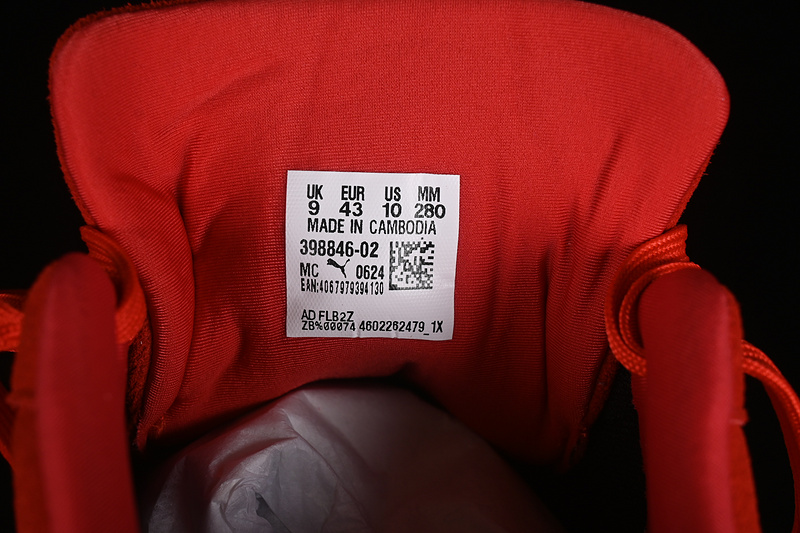 UK EUR US MM
9 43 10 280
MADE IN CAMBODIA
398846-02
MC 0624
EAN:4067979394130
AD FLB2Z
ZB%00074 4602262479_1X